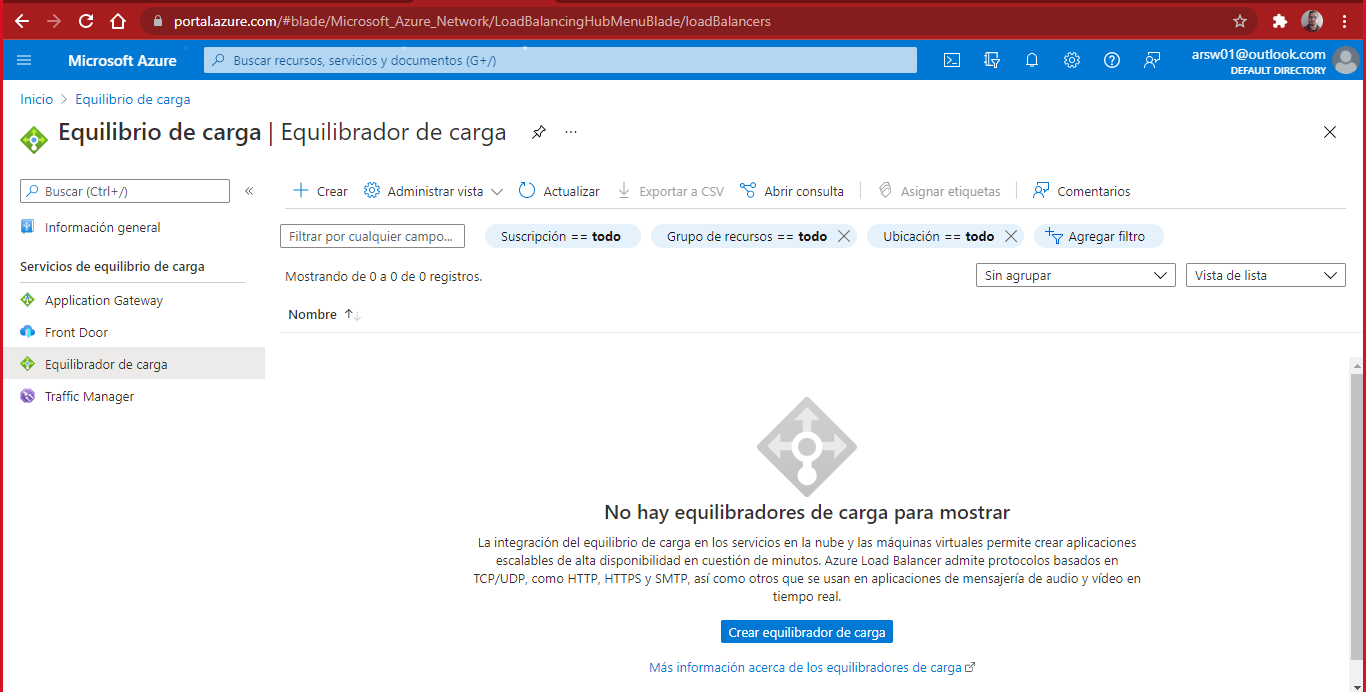 portal.azure.com/#blade/Microsoft_Azure_Network/LoadBalancingHubMenuBlade/loadBalancers
Microsoft Azure
Buscar recursos, servicios y documentos (G+/)
arsw01@outlook.com
DEFAULT DIRECTORY
Inicio > Equilibrio de carga
Equilibrio de carga | Equilibrador de carga
Buscar (Ctrl+/)
Crear Administrar vista Actualizar Exportar a CSV Abrir consulta Asignar etiquetas Comentarios
Información general
Servicios de equilibrio de carga
Application Gateway
Front Door
Equilibrador de carga
Traffic Manager
Filtrar por cualquier campo... Suscripción == todo Grupo de recursos == todo Ubicación == todo Agregar filtro
Mostrando de 0 a 0 de 0 registros. Sin agrupar Vista de lista
Nombre
No hay equilibradores de carga para mostrar
La integración del equilibrio de carga en los servicios en la nube y las máquinas virtuales permite crear aplicaciones
escalables de alta disponibilidad en cuestión de minutos. Azure Load Balancer admite protocolos basados en
TCP/UDP, como HTTP, HTTPS y SMTP, así como otros que se usan en aplicaciones de mensajería de audio y vídeo en
tiempo real.
Crear equilibrador de carga
Más información acerca de los equilibradores de carga